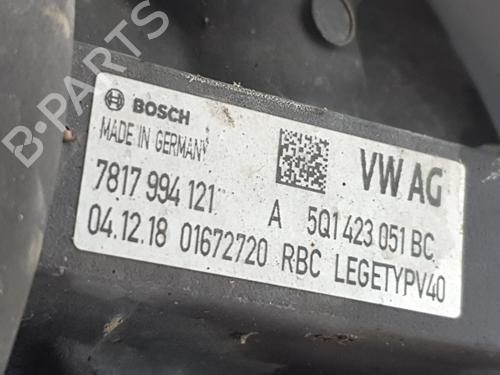 BOSCH
MADE IN GERMANY
VW AG
7817 994 121 A 5Q1 423 051 BC
04.12.18 01672720 RBC LEGETYPV40
B-PARTS